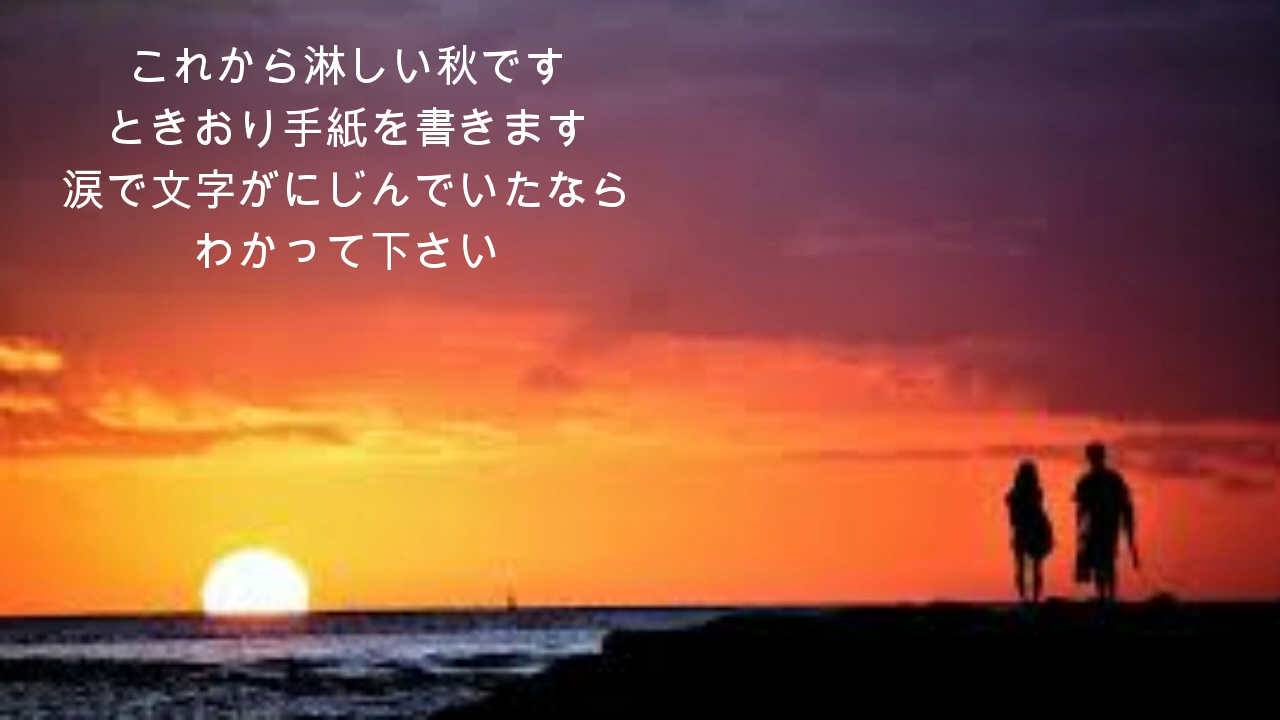 これから淋しい秋です
ときおり手紙を書きます
涙で文字がにじんでいたなら
わかって下さい